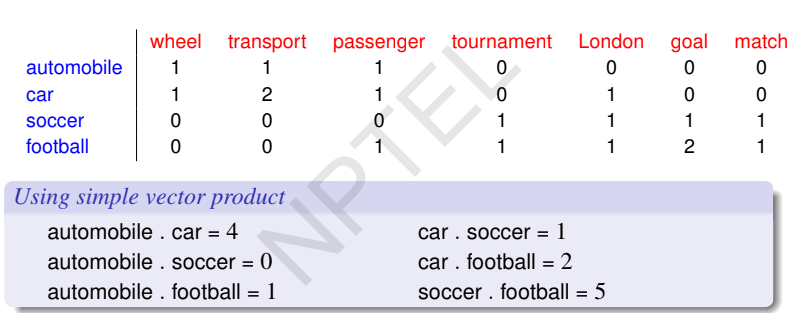 wheel transport passenger tournament London goal match
automobile 1 1 1 0 0 0 0
car 1 2 1 0 1 0 0
soccer 0 0 0 1 1 1 1
football 0 0 1 1 1 2 1
NPTEL
Using simple vector product
automobile . car = 4 car . soccer = 1
automobile . soccer = 0 car . football = 2
automobile . football = 1 soccer . football = 5